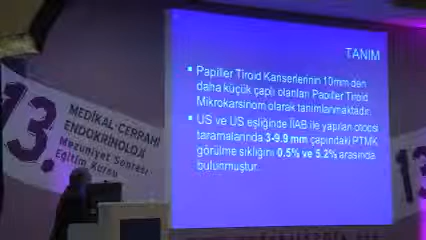 TANIM
Papiller Tiroid Kanserlerinin 10mm den
daha küçük çaplı olanları Papiller Tiroid
Mikrokarsinom olarak tanımlanmaktadır.
US ve US eşliğinde İİAB ile yapılan otopsi
taramalarında 3-9.9 mm çapındaki PTMK
görülme sıklığını 0.5% ve 5.2% arasında
bulunmuştur.
13.
MEDİKAL-CERRAHİ
ENDOKRİNOLOJİ
Mezuniyet Sonrası
Eğitim Kursu
13